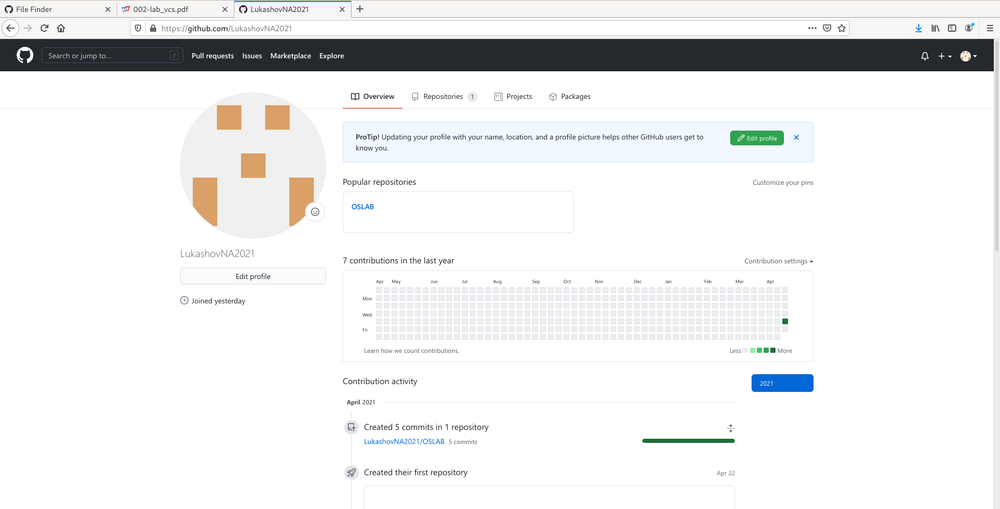 File Finder
002-lab_vcs.pdf
LukashovNA2021
https://github.com/LukashovNA2021
Search or jump to...
/
Pull requests
Issues
Marketplace
Explore
Overview
Repositories 1
Projects
Packages
ProTip! Updating your profile with your name, location, and a profile picture helps other GitHub users get to
know you.
Edit profile
Popular repositories
Customize your pins
OSLAB
LukashovNA2021
Edit profile
Joined yesterday
7 contributions in the last year
Contribution settings
Apr May Jun Jul Aug Sep Oct Nov Dec Jan Feb Mar Apr
Mon
Wed
Fri
Learn how we count contributions.
Less More
Contribution activity
2021
April 2021
Created 5 commits in 1 repository
LukashovNA2021/OSLAB 5 commits
Created their first repository
Apr 22